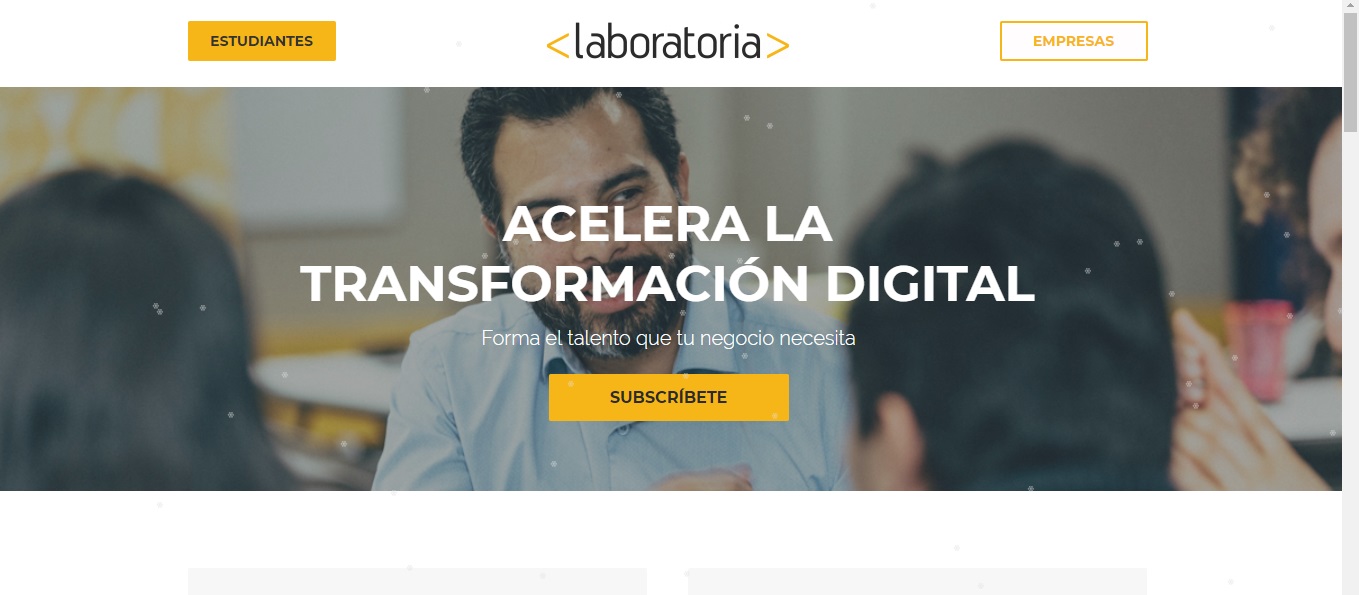 ESTUDIANTES
<laboratoria>
EMPRESAS
ACELERA LA
TRANSFORMACIÓN DIGITAL
Forma el talento que tu negocio necesita
SUBSCRÍBETE